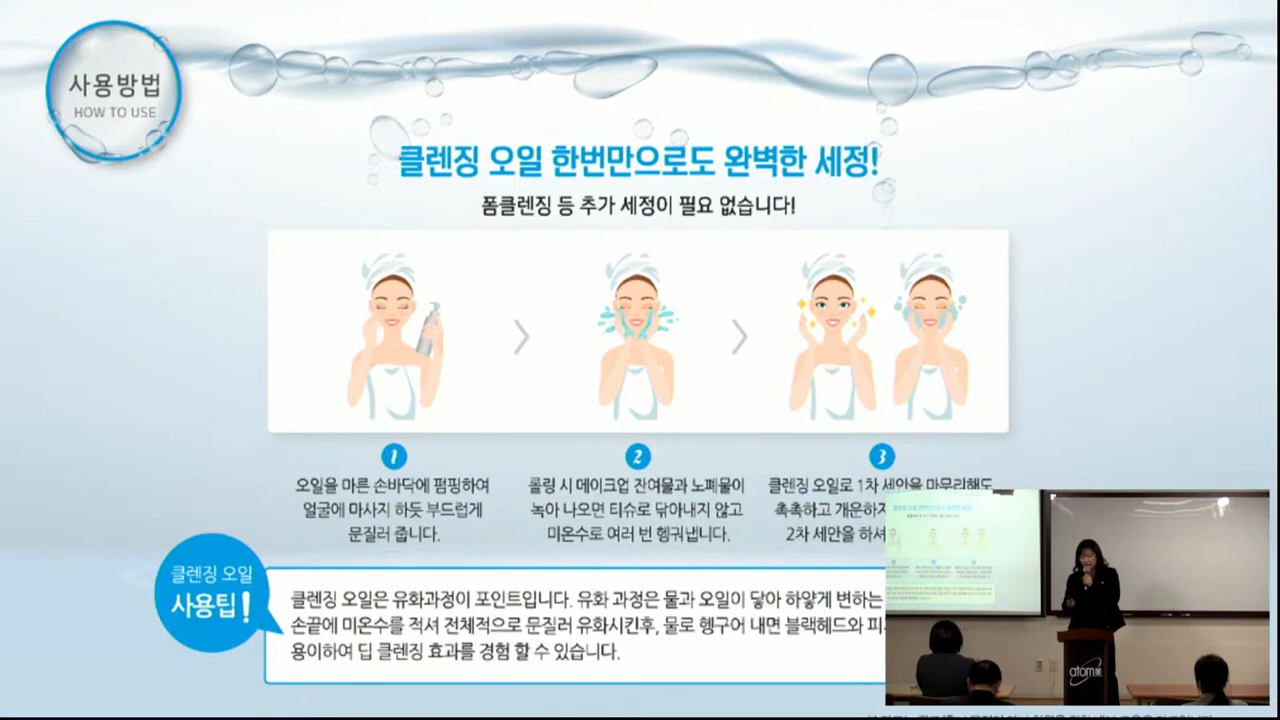 사용방법
HOW TO USE
클렌징 오일 한번만으로도 완벽한 세정!
폼클렌징 등 추가 세정이 필요 없습니다!
1
오일을 마른 손바닥에 펌핑하여
얼굴에 마사지 하듯 부드럽게
문질러 줍니다.
2
롤링 시 메이크업 잔여물과 노폐물이
녹아 나오면 티슈로 닦아내지 않고
미온수로 여러 번 헹궈냅니다.
3
클렌징 오일로 1차 세안을 마무리해도
촉촉하고 개운하지
2차 세안을 하셔
클렌징 오일
사용팁!
클렌징 오일은 유화과정이 포인트입니다. 유화 과정은 물과 오일이 닿아 하얗게 변하는
손끝에 미온수를 적셔 전체적으로 문질러 유화시킨후, 물로 헹구어 내면 블랙헤드와
용이하여 딥 클렌징 효과를 경험 할 수 있습니다.
atom美